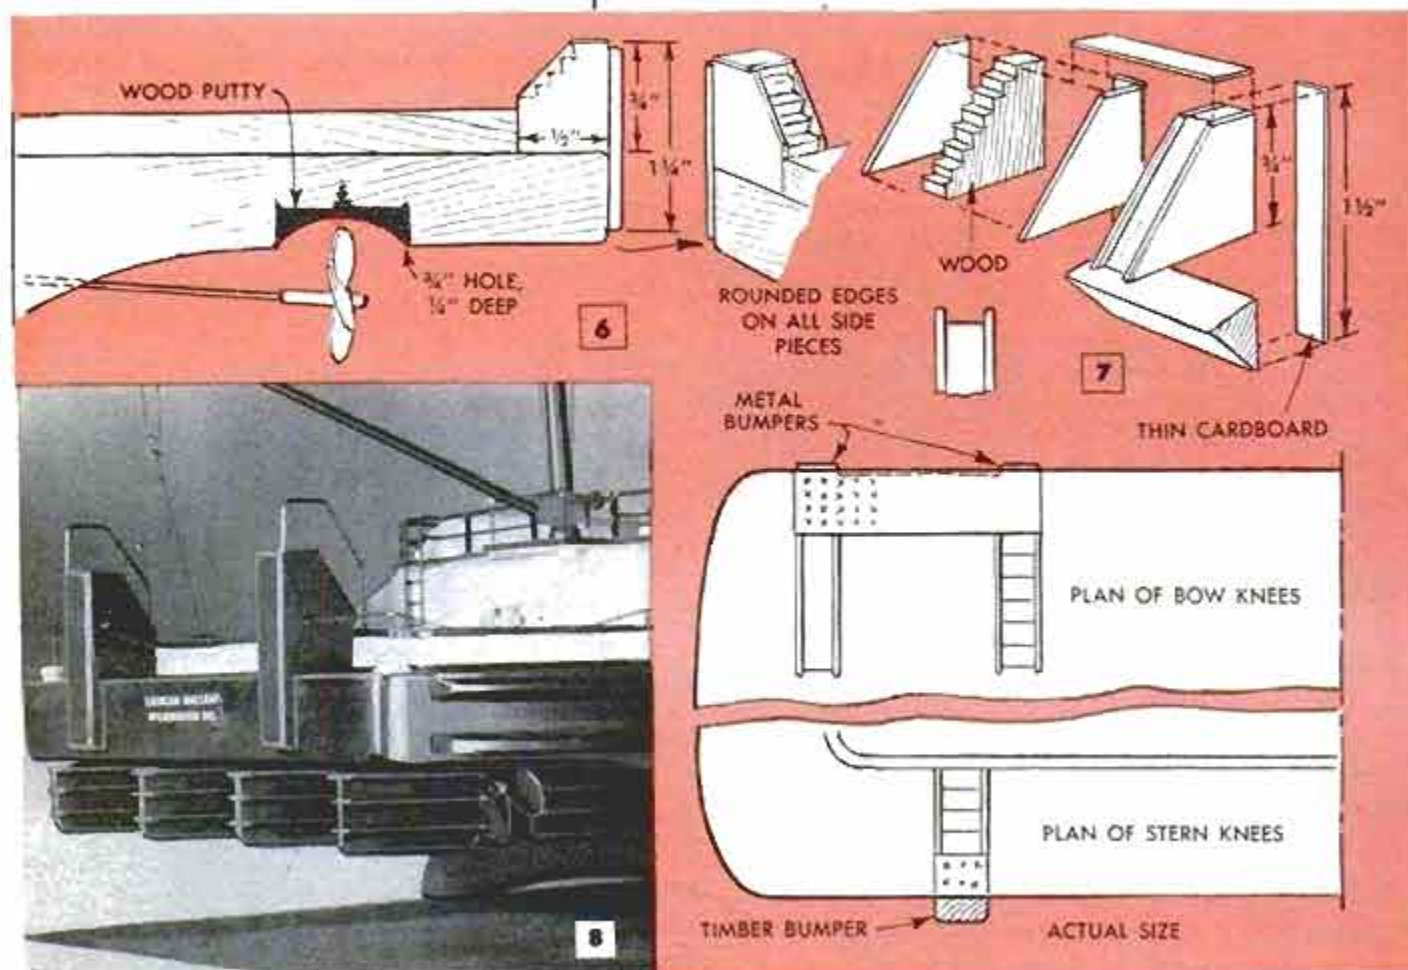 WOOD PUTTY
¾"
½"
1¼"
¾" HOLE,
¼" DEEP
6
ROUNDED EDGES
ON ALL SIDE
PIECES
WOOD
¾"
1½"
7
THIN CARDBOARD
METAL
BUMPERS
PLAN OF BOW KNEES
PLAN OF STERN KNEES
TIMBER BUMPER
ACTUAL SIZE
8